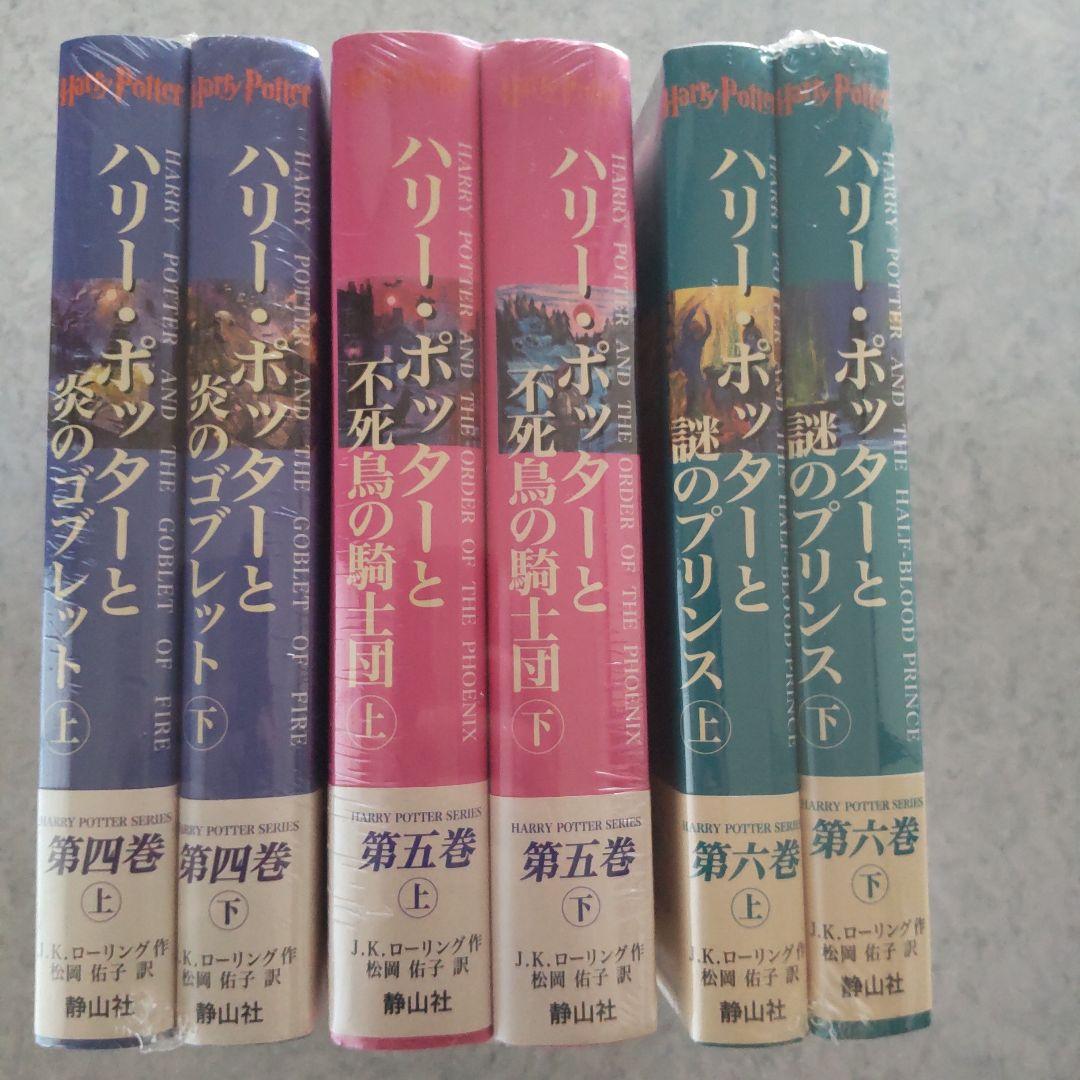 Harry Potter
HARRY POTTER AND THE GOBLET OF FIRE
ハリー・ポッターと
炎のゴブレット 上
HARRY POTTER SERIES
第四巻
上
J.K.ローリング作
松岡 佑子 訳
静山社
Harry Potter
HARRY POTTER AND THE GOBLET OF FIRE
ハリー・ポッターと
炎のゴブレット 下
HARRY POTTER SERIES
第四巻
下
J.K.ローリング作
松岡 佑子 訳
静山社
Harry Potter
HARRY POTTER AND THE ORDER OF THE PHOENIX
ハリー・ポッターと
不死鳥の騎士団 上
HARRY POTTER SERIES
第五巻
上
J.K.ローリング作
松岡 佑子 訳
静山社
Harry Potter
HARRY POTTER AND THE ORDER OF THE PHOENIX
ハリー・ポッターと
不死鳥の騎士団 下
HARRY POTTER SERIES
第五巻
下
J.K.ローリング作
松岡 佑子 訳
静山社
Harry Potter
HARRY POTTER AND THE HALF-BLOOD PRINCE
ハリー・ポッターと
謎のプリンス 上
HARRY POTTER SERIES
第六巻
上
J.K.ローリング作
松岡 佑子 訳
静山社
Harry Potter
HARRY POTTER AND THE HALF-BLOOD PRINCE
ハリー・ポッターと
謎のプリンス 下
HARRY POTTER SERIES
第六巻
下
J.K.ローリング作
松岡 佑子 訳
静山社